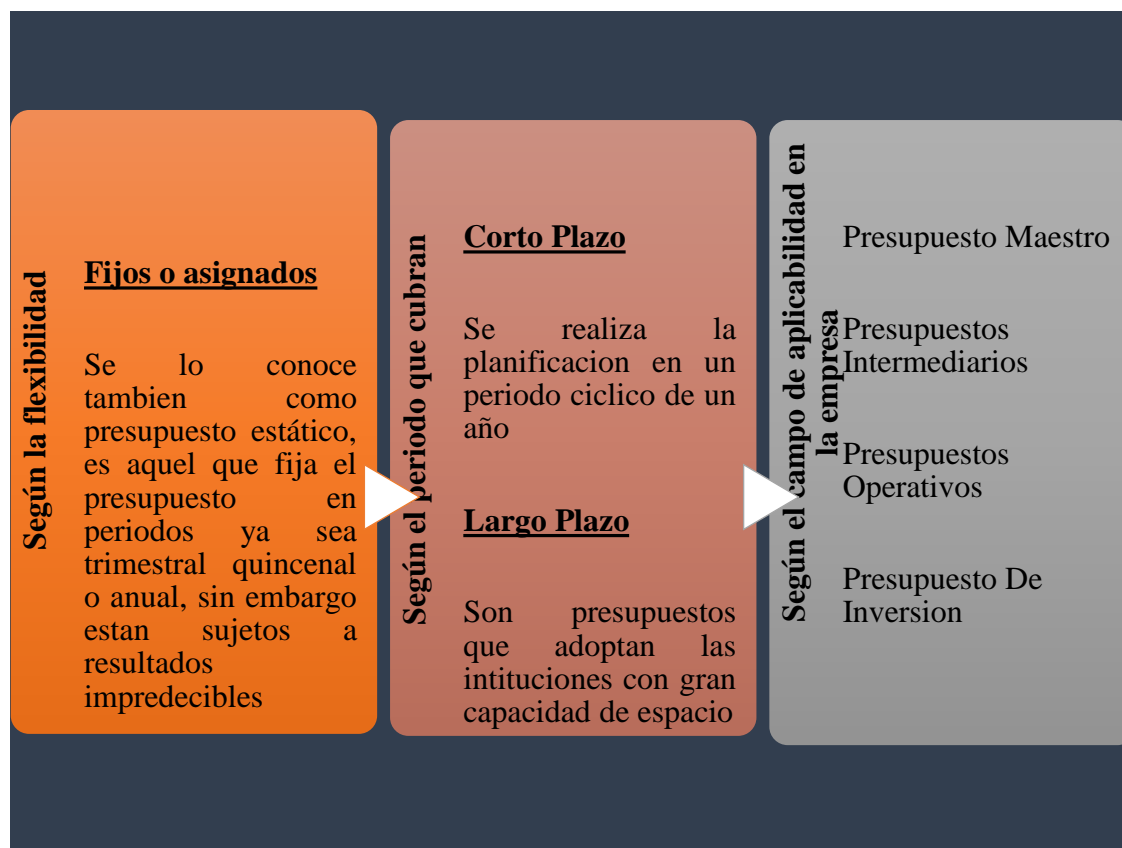 Según la flexibilidad
Fijos o asignados
Se lo conoce
tambien como
presupuesto estático,
es aquel que fija el
presupuesto en
periodos ya sea
trimestral quincenal
o anual, sin embargo
estan sujetos a
resultados
impredecibles
Según el periodo que cubran
Corto Plazo
Se realiza la
planificacion en un
periodo ciclico de un
año
Largo Plazo
Son presupuestos
que adoptan las
intituciones con gran
capacidad de espacio
Según el campo de aplicabilidad en
la empresa
Presupuesto Maestro
Presupuestos
Intermediarios
Presupuestos
Operativos
Presupuesto De
Inversion